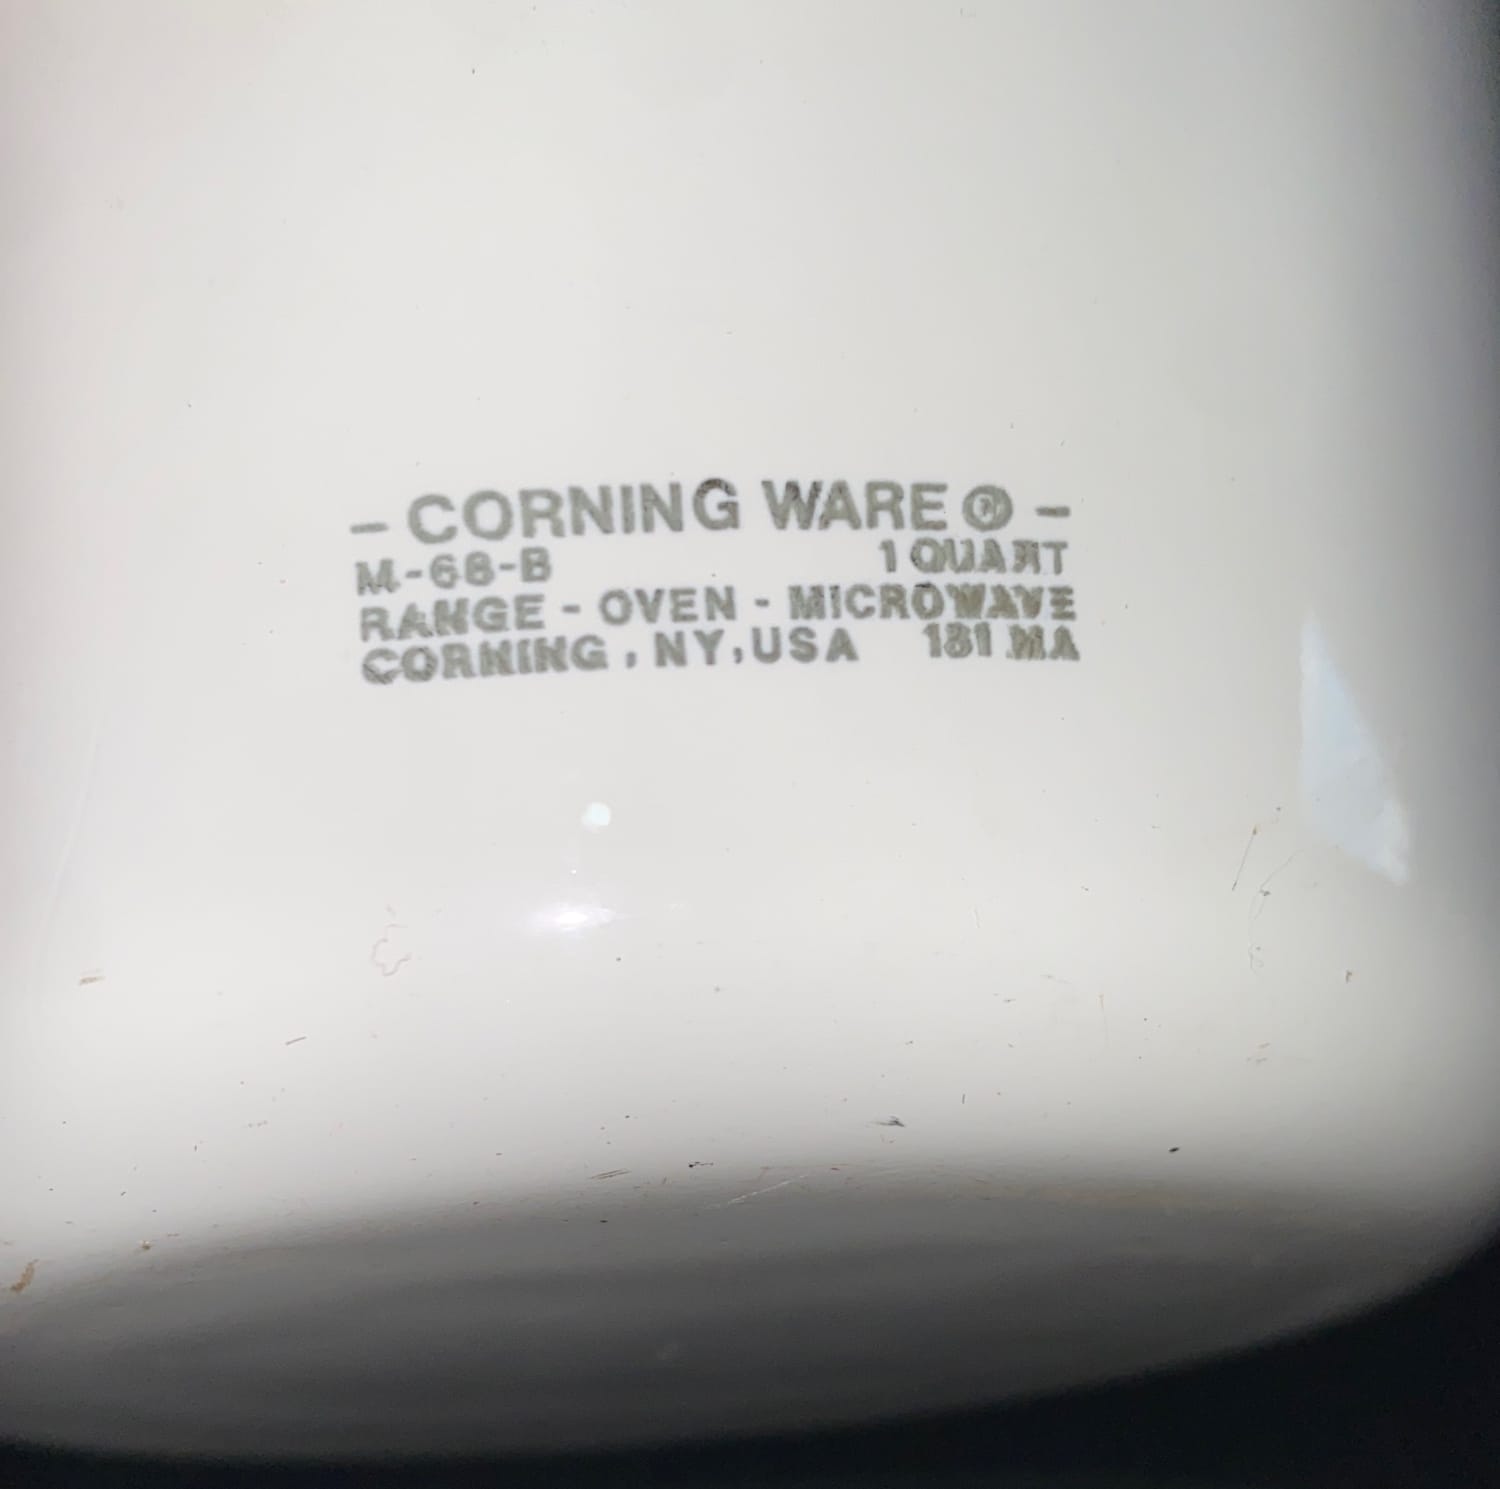 - CORNING WARE ® -
M-68-B 1 QUART
RANGE - OVEN - MICROWAVE
CORNING, NY, USA 181 MA